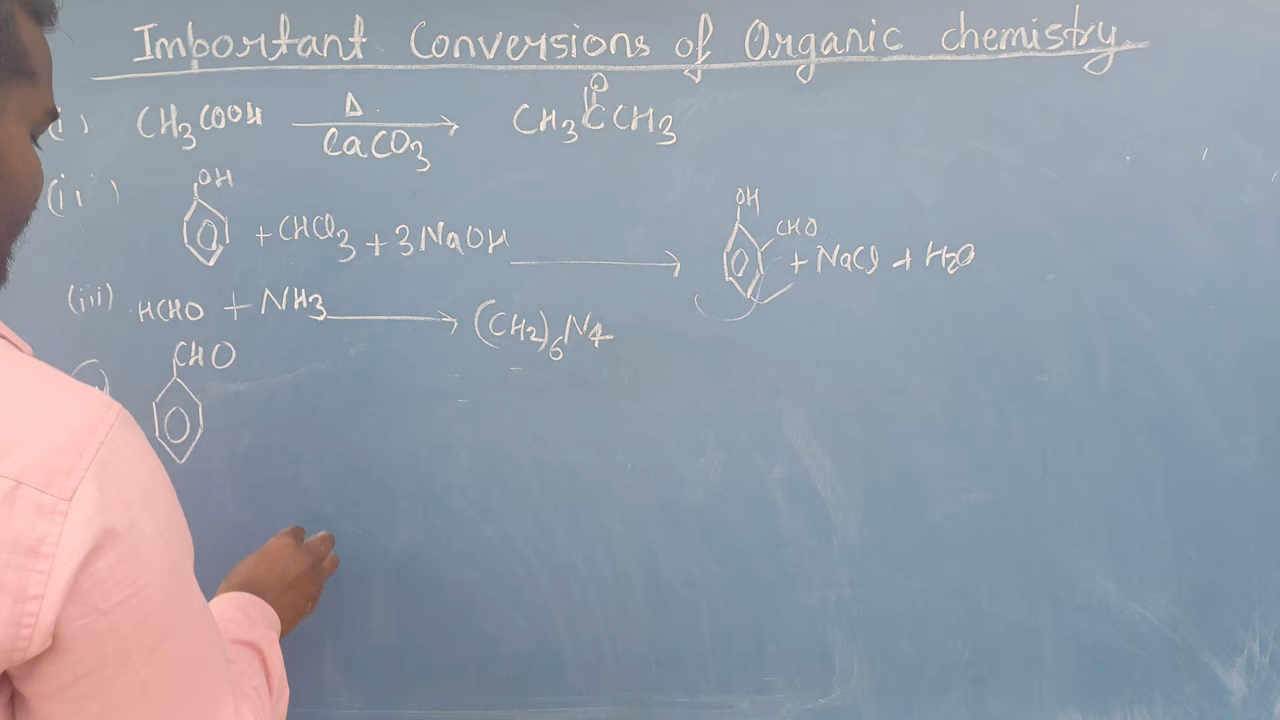 Important Conversions of Organic chemistry
(i) CH3COOH Δ CaCO3 → CH3CCH3 O
(ii) OH + CHCl3 + 3NaOH → OH CHO + NaCl + H2O
(iii) HCHO + NH3 → (CH2)6N4
CHO